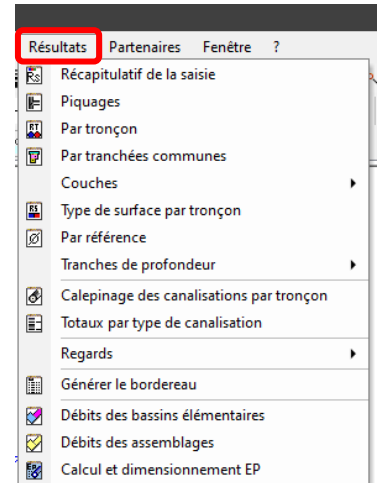 Résultats Partenaires Fenêtre ?
Récapitulatif de la saisie
Piquages
Par tronçon
Par tranchées communes
Couches
Type de surface par tronçon
Par référence
Tranches de profondeur
Calepinage des canalisations par tronçon
Totaux par type de canalisation
Regards
Générer le bordereau
Débits des bassins élémentaires
Débits des assemblages
Calcul et dimensionnement EP